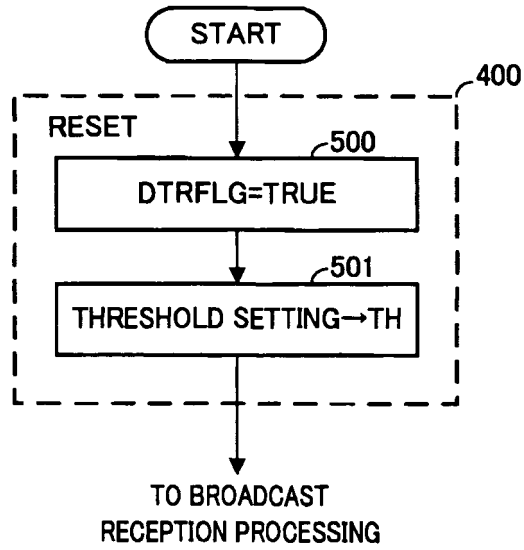 START
400
RESET
500
DTRFLG=TRUE
501
THRESHOLD SETTING→TH
TO BROADCAST
RECEPTION PROCESSING